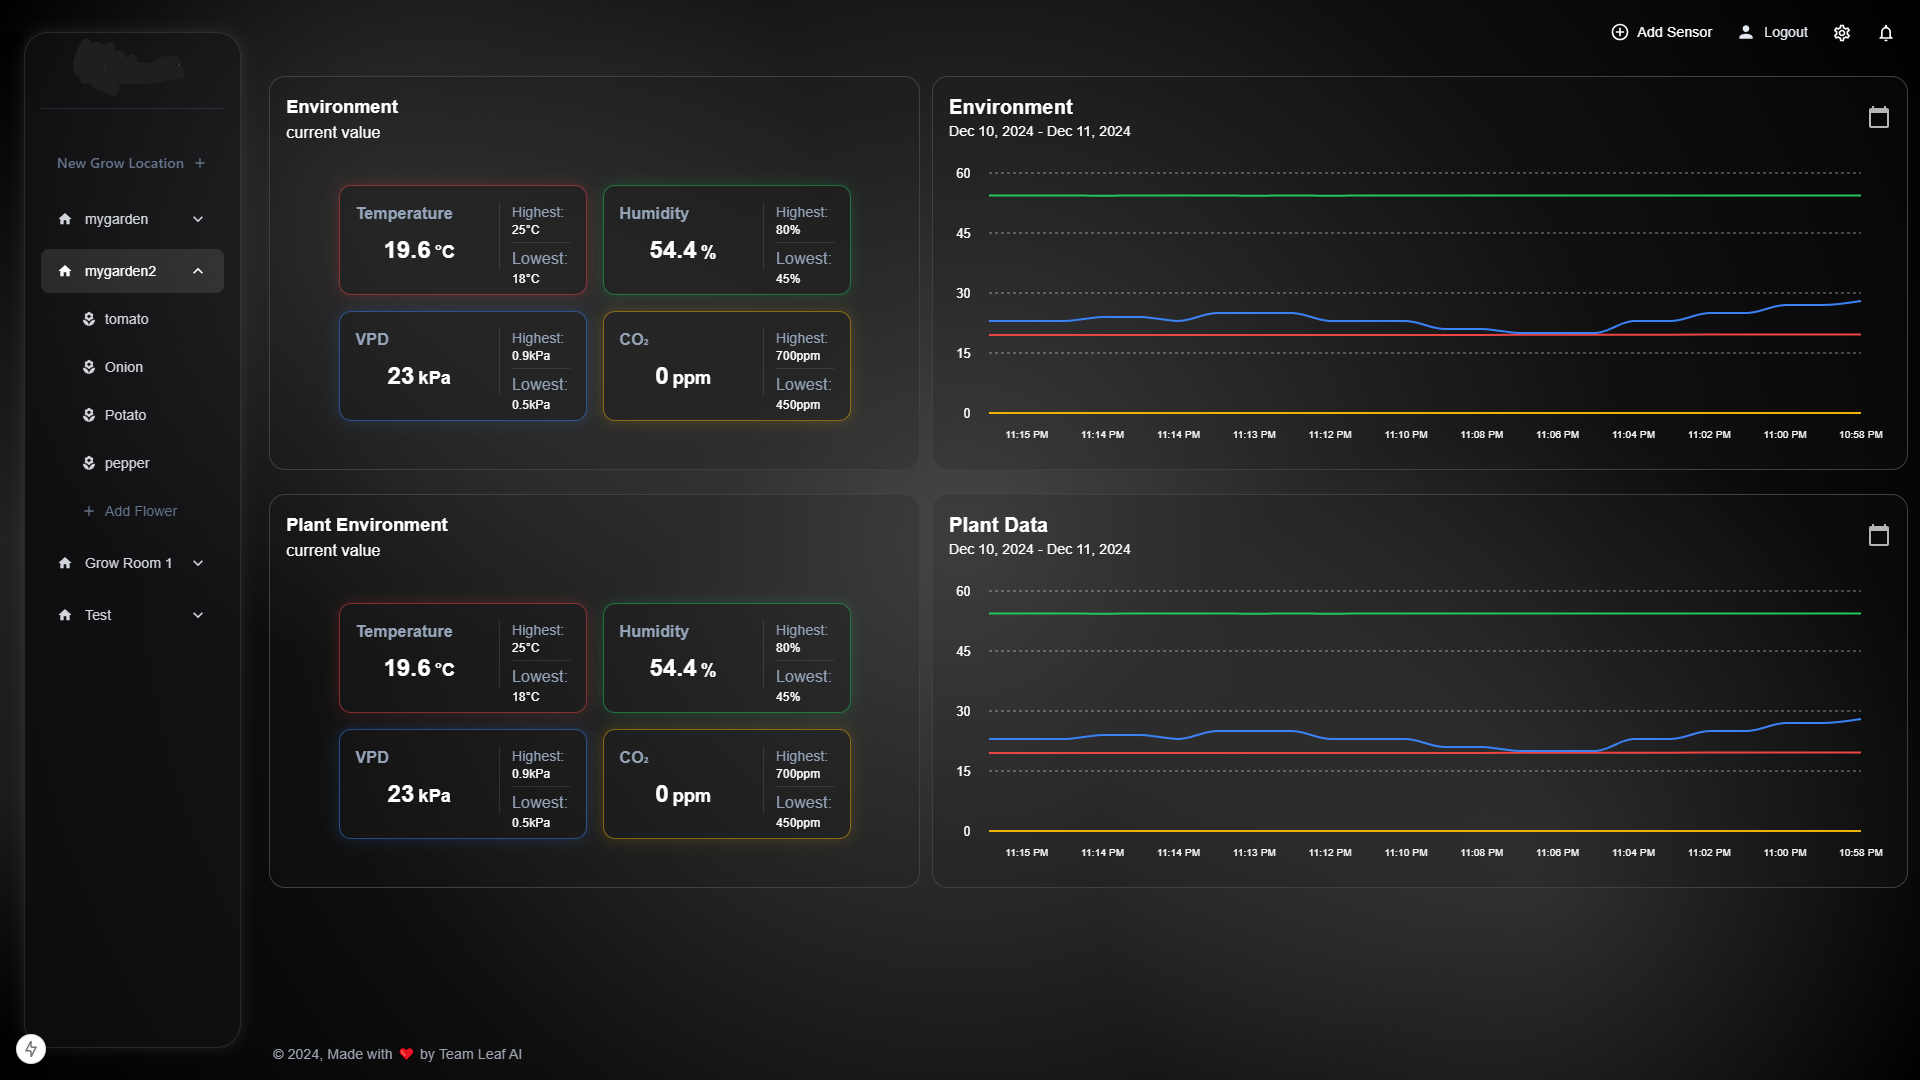 Add Sensor
Logout
New Grow Location +
mygarden
mygarden2
tomato
Onion
Potato
pepper
+ Add Flower
Grow Room 1
Test
Environment
current value
Temperature
19.6 °C
Highest:
25°C
Lowest:
18°C
Humidity
54.4 %
Highest:
80%
Lowest:
45%
VPD
23 kPa
Highest:
0.9kPa
Lowest:
0.5kPa
CO₂
0 ppm
Highest:
700ppm
Lowest:
450ppm
Environment
Dec 10, 2024 - Dec 11, 2024
60
45
30
15
0
11:15 PM 11:14 PM 11:14 PM 11:13 PM 11:12 PM 11:10 PM 11:08 PM 11:06 PM 11:04 PM 11:02 PM 11:00 PM 10:58 PM
Plant Environment
current value
Temperature
19.6 °C
Highest:
25°C
Lowest:
18°C
Humidity
54.4 %
Highest:
80%
Lowest:
45%
VPD
23 kPa
Highest:
0.9kPa
Lowest:
0.5kPa
CO₂
0 ppm
Highest:
700ppm
Lowest:
450ppm
Plant Data
Dec 10, 2024 - Dec 11, 2024
60
45
30
15
0
11:15 PM 11:14 PM 11:14 PM 11:13 PM 11:12 PM 11:10 PM 11:08 PM 11:06 PM 11:04 PM 11:02 PM 11:00 PM 10:58 PM
© 2024, Made with ❤ by Team Leaf AI